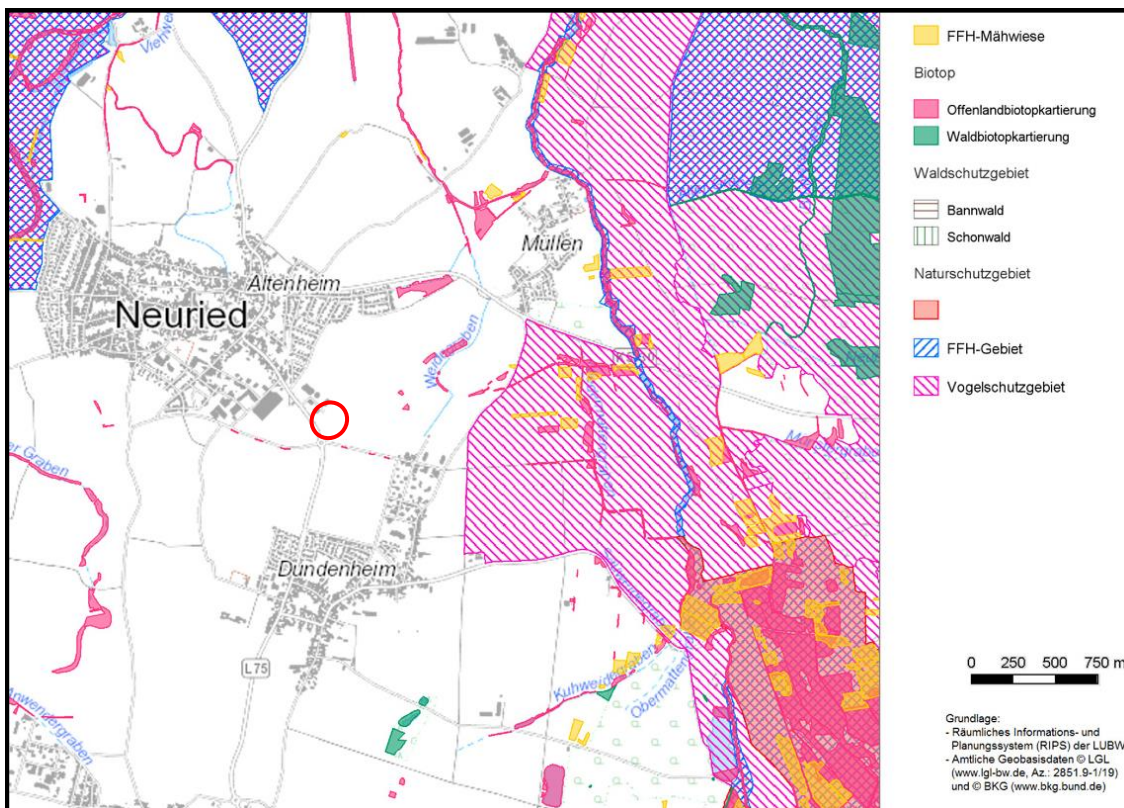 Neuried
Altenheim
Müllen
Dundenheim
Weidengraben
Kuhweidegraben
L75
FFH-Mähwiese
Biotop
Offenlandbiotopkartierung
Waldbiotopkartierung
Waldschutzgebiet
Bannwald
Schonwald
Naturschutzgebiet
FFH-Gebiet
Vogelschutzgebiet
0 250 500 750 m
Grundlage:
- Räumliches Informations- und
Planungssystem (RIPS) der LUBW
- Amtliche Geobasisdaten © LGL
(www.lgl-bw.de, Az.: 2851.9-1/19)
und © BKG (www.bkg.bund.de)